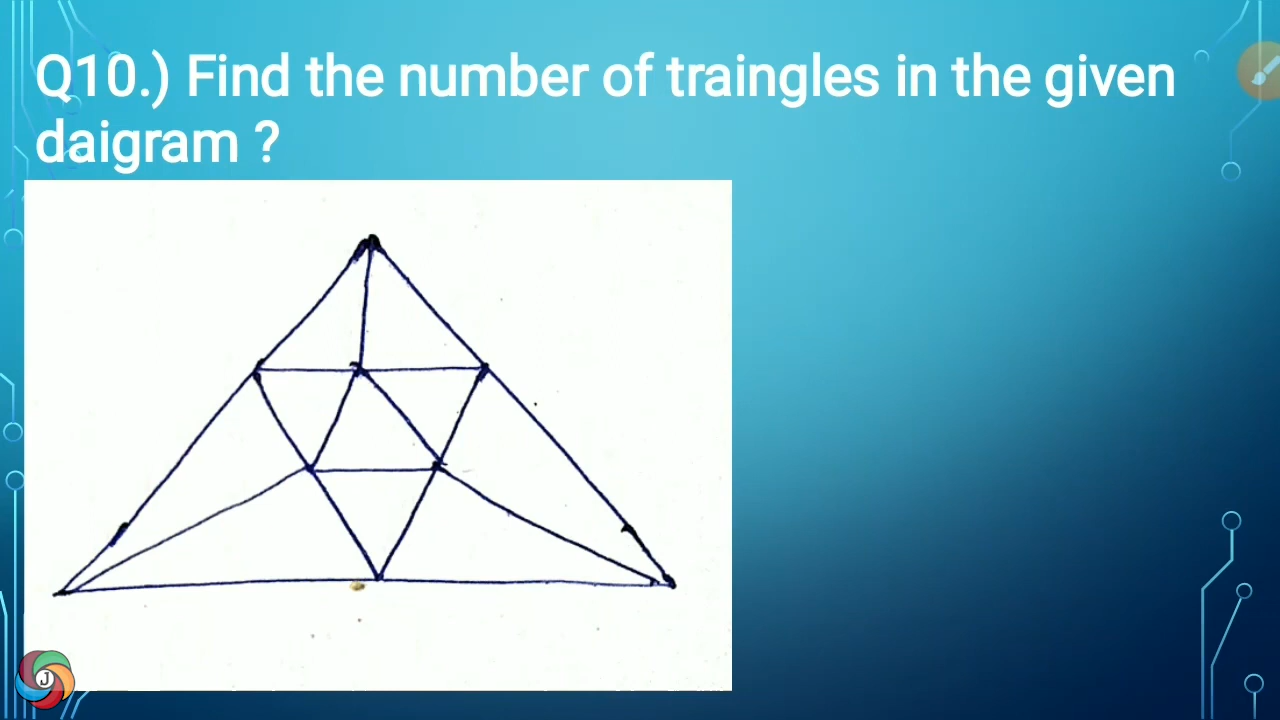 Q10.) Find the number of traingles in the given
daigram ?
J